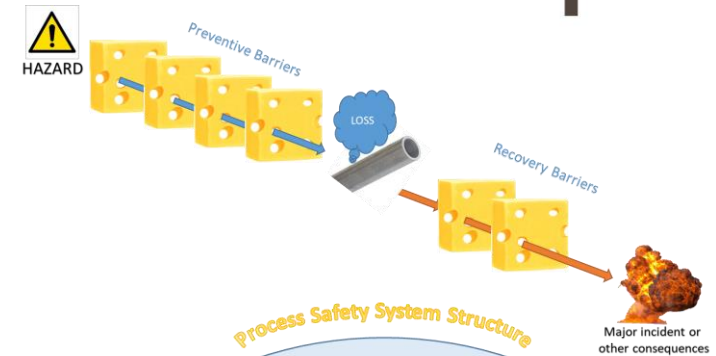 HAZARD
Preventive Barriers
LOSS
Recovery Barriers
Process Safety System Structure
Major incident or
other consequences